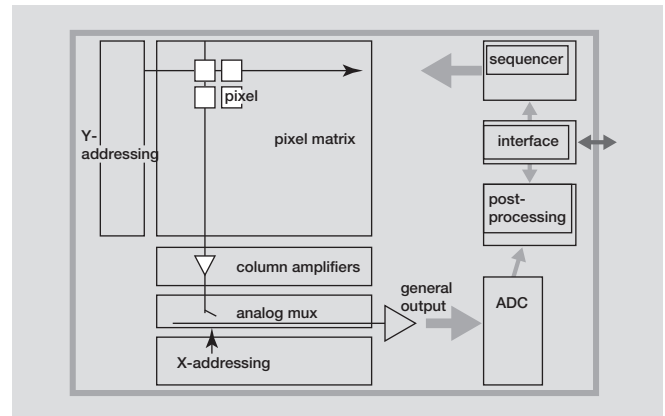 sequencer
pixel
Y-
addressing
pixel matrix
interface
post-
processing
column amplifiers
general
output
ADC
analog mux
X-addressing